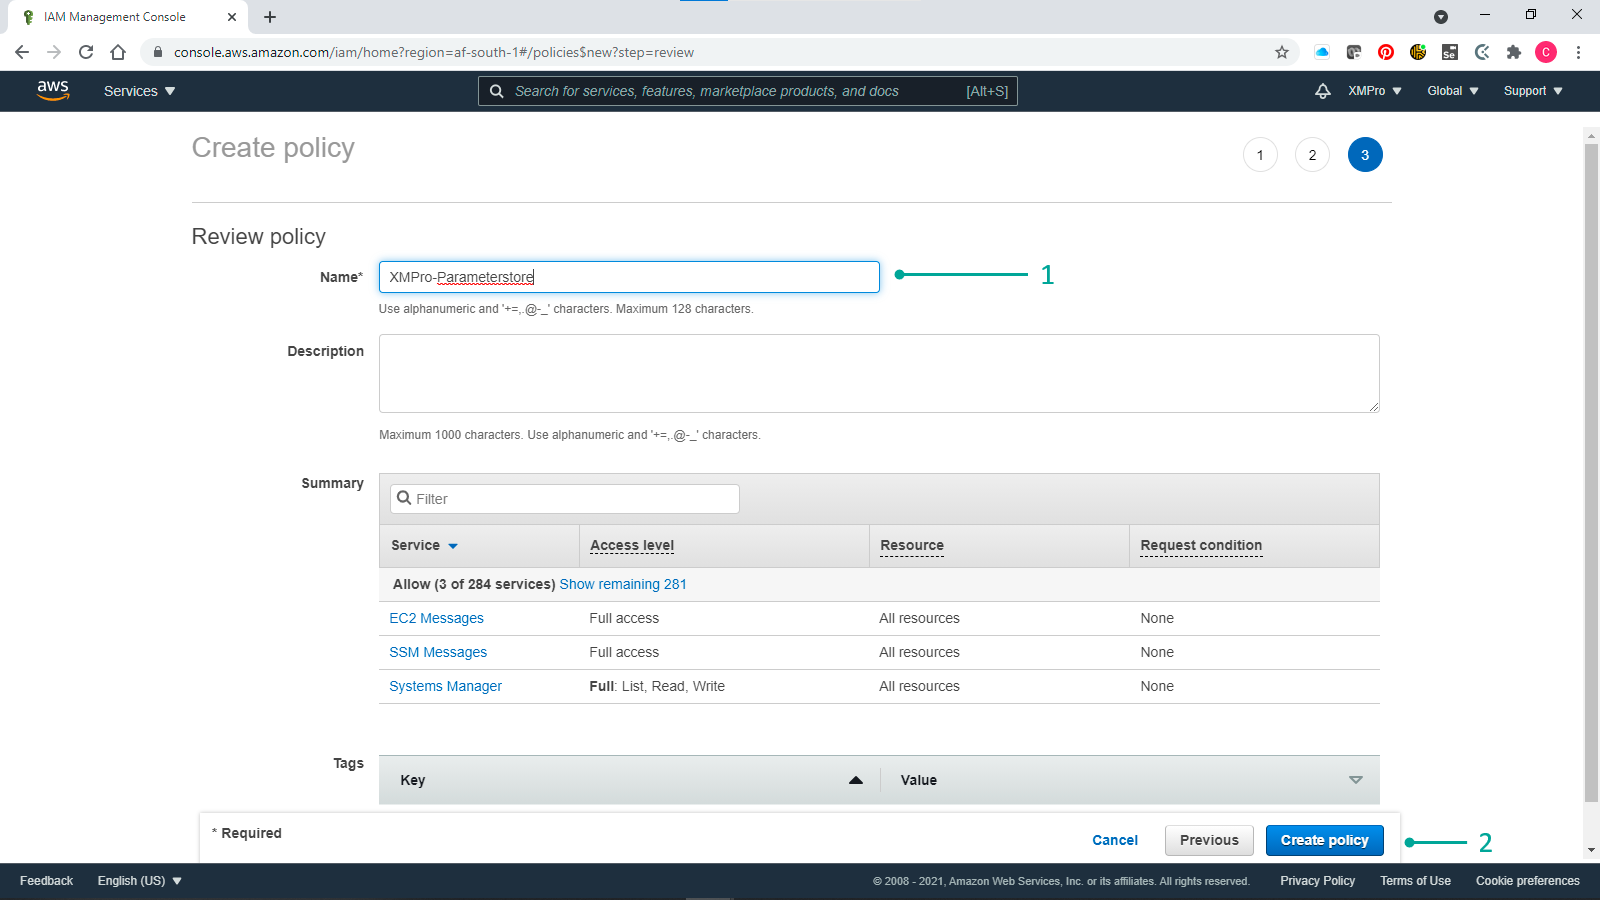 IAM Management Console
console.aws.amazon.com/iam/home?region=af-south-1#/policies$new?step=review
Se
C
aws
Services
Search for services, features, marketplace products, and docs
[Alt+S]
XMPro
Global
Support
Create policy
1
2
3
Review policy
Name*
XMPro-Parameterstore
1
Use alphanumeric and '+=,.@-_' characters. Maximum 128 characters.
Description
Maximum 1000 characters. Use alphanumeric and '+=,.@-_' characters.
Summary
Filter
Service
Access level
Resource
Request condition
Allow (3 of 284 services) Show remaining 281
EC2 Messages
Full access
All resources
None
SSM Messages
Full access
All resources
None
Systems Manager
Full: List, Read, Write
All resources
None
Tags
Key
Value
* Required
Cancel
Previous
Create policy
2
Feedback
English (US)
© 2008 - 2021, Amazon Web Services, Inc. or its affiliates. All rights reserved.
Privacy Policy
Terms of Use
Cookie preferences